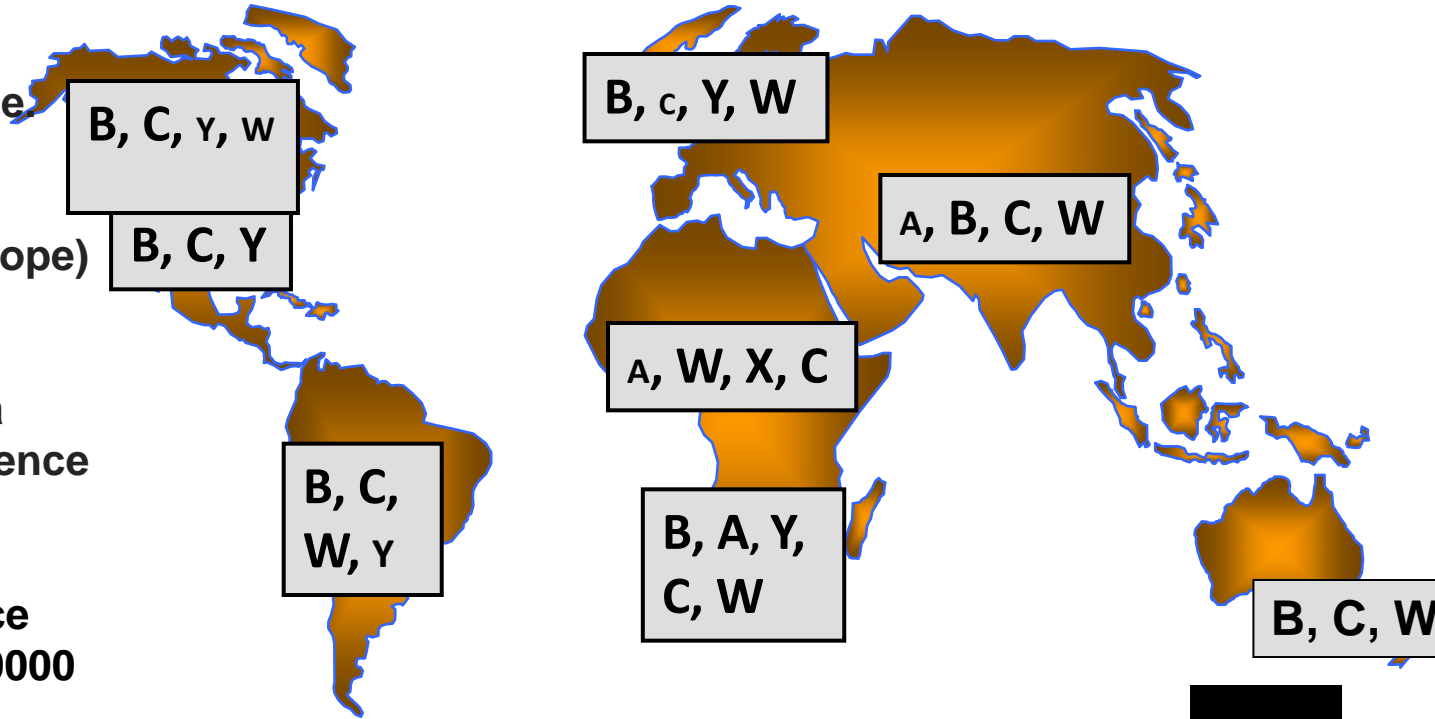 e.
ope)
a
ence
ce
0000
B, C, Y, W
B, C, Y
B, C,
W, Y
B, C, Y, W
A, B, C, W
A, W, X, C
B, A, Y,
C, W
B, C, W